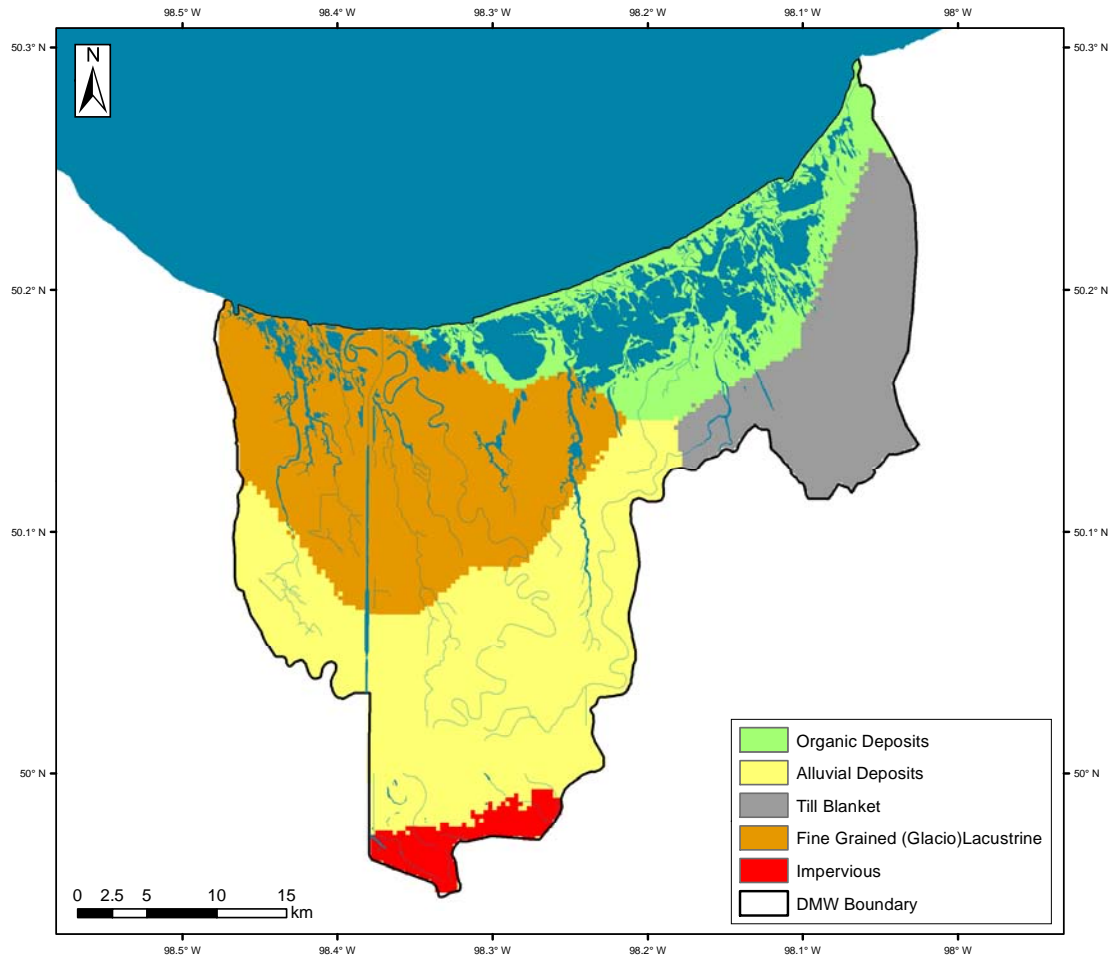 98.5° W 98.4° W 98.3° W 98.2° W 98.1° W 98° W
50.3° N 50.3° N
N
50.2° N 50.2° N
50.1° N 50.1° N
50° N 50° N
Organic Deposits
Alluvial Deposits
Till Blanket
Fine Grained (Glacio)Lacustrine
Impervious
DMW Boundary
0 2.5 5 10 15
km
98.5° W 98.4° W 98.3° W 98.2° W 98.1° W 98° W